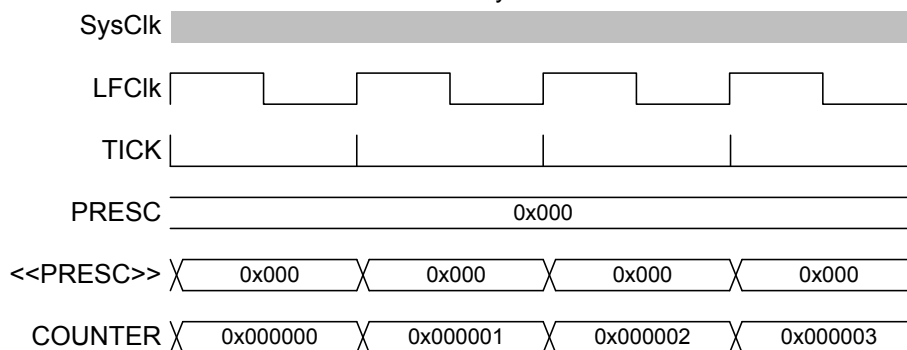 SysClk
LFClk
TICK
PRESC 0x000
<<PRESC>> 0x000 0x000 0x000 0x000
COUNTER 0x000000 0x000001 0x000002 0x000003